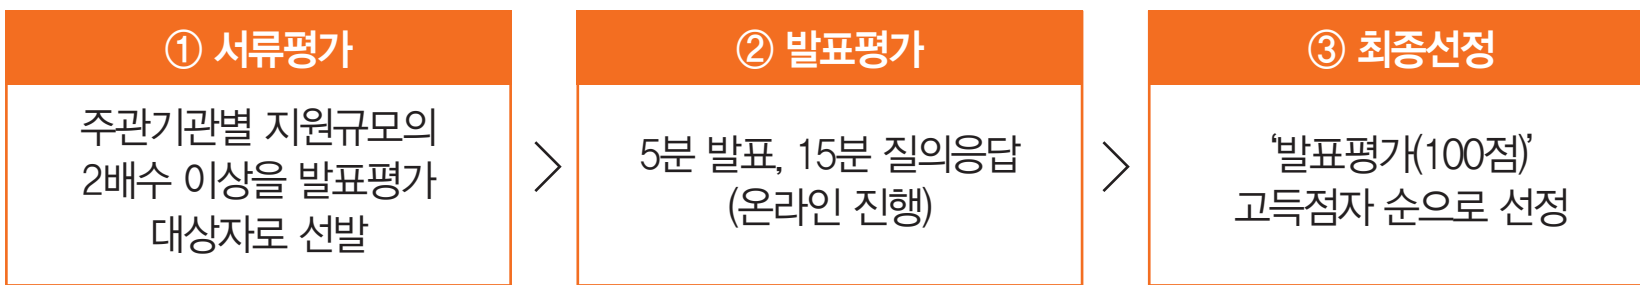 ① 서류평가
주관기관별 지원규모의
2배수 이상을 발표평가
대상자로 선발
② 발표평가
5분 발표, 15분 질의응답
(온라인 진행)
③ 최종선정
‘발표평가(100점)’
고득점자 순으로 선정